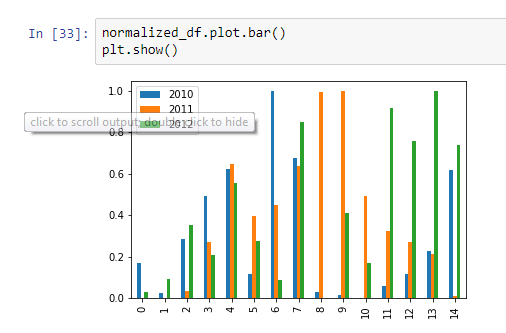 In [33]: normalized_df.plot.bar()
plt.show()
1.0
2010
2011
click to scroll output; double click to hide
0.8
2012
0.6
0.4
0.2
0.0
0 1 2 3 4 5 6 7 8 9 10 11 12 13 14